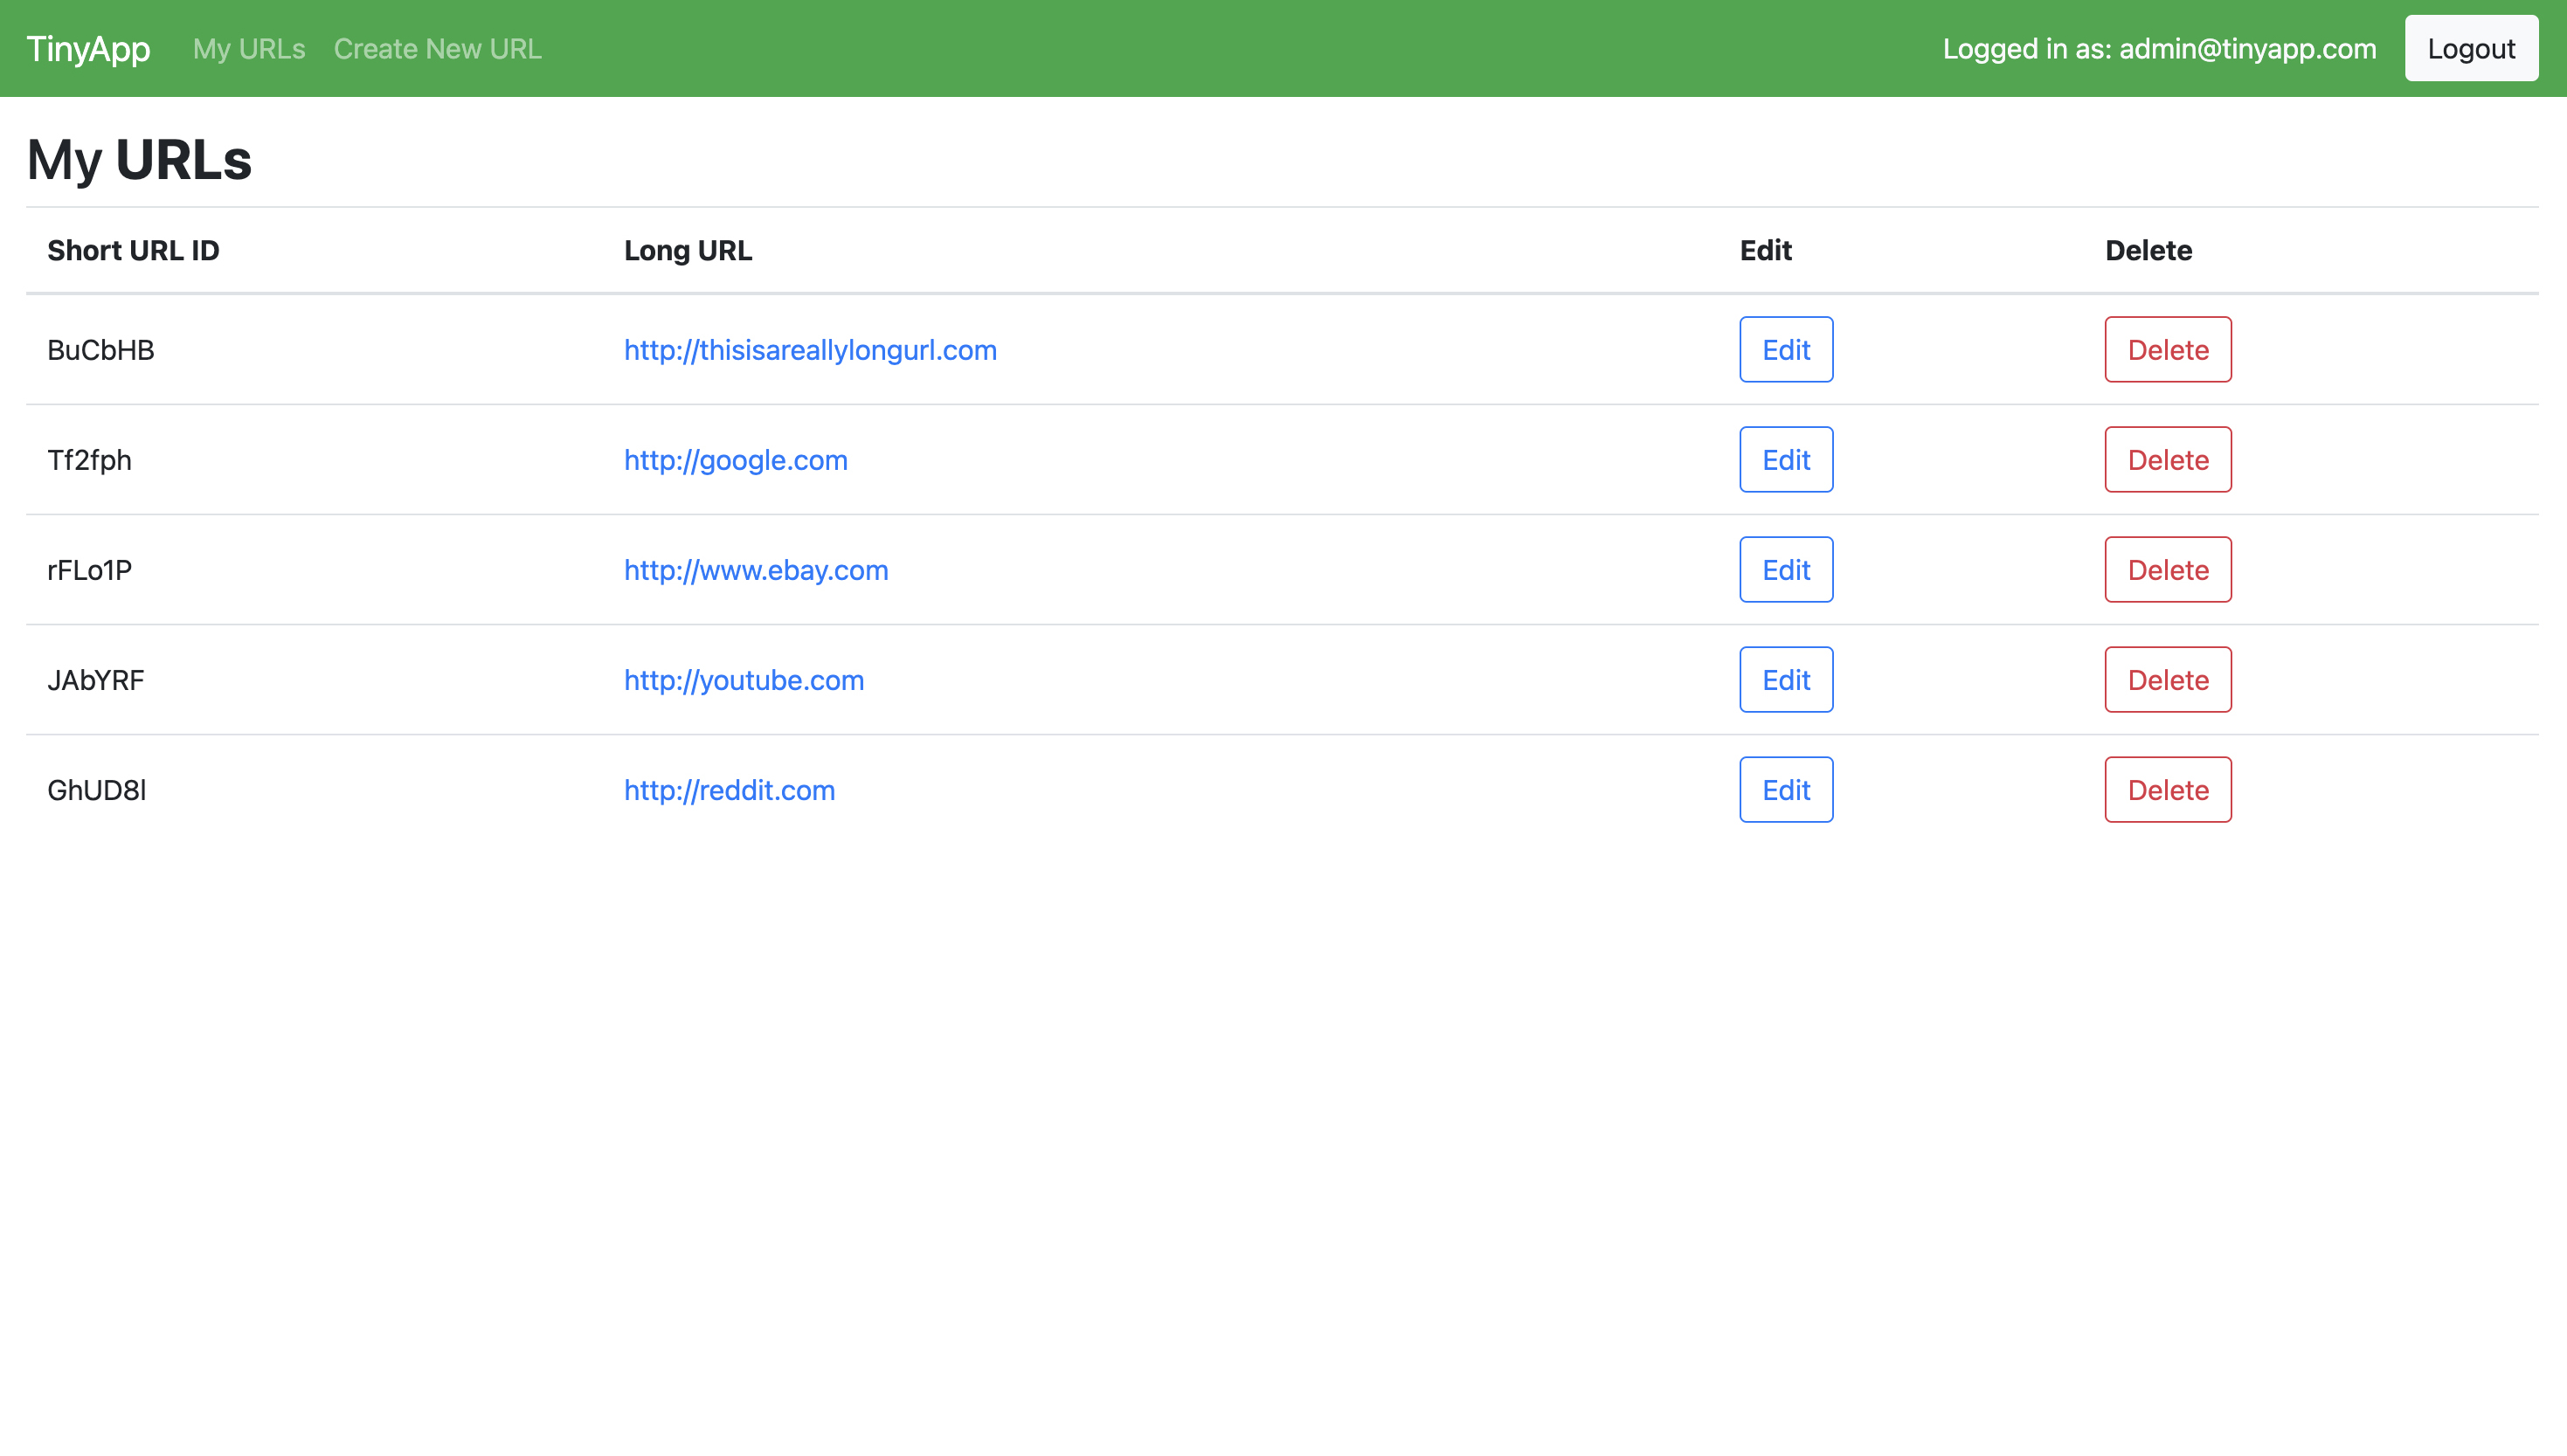 TinyApp My URLs Create New URL Logged in as: admin@tinyapp.com Logout
My URLs
Short URL ID Long URL Edit Delete
BuCbHB http://thisisareallylongurl.com Edit Delete
Tf2fph http://google.com Edit Delete
rFLo1P http://www.ebay.com Edit Delete
JAbYRF http://youtube.com Edit Delete
GhUD8l http://reddit.com Edit Delete